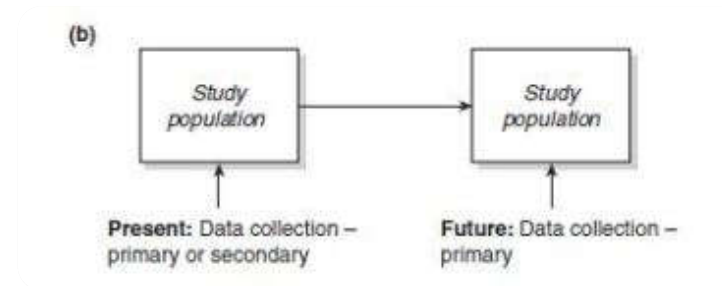 (b)
Study
population
Study
population
Present: Data collection –
primary or secondary
Future: Data collection –
primary